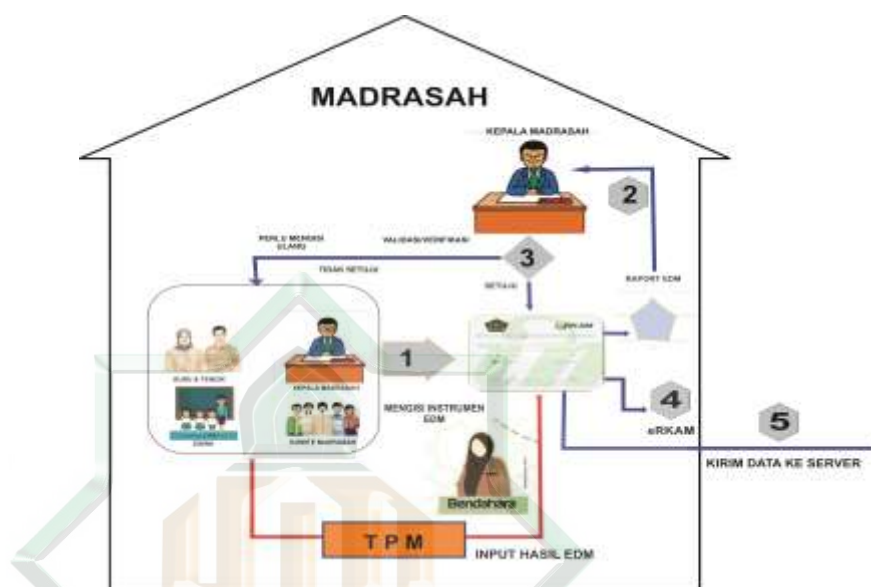 MADRASAH
KEPALA MADRASAH
2
PERLU MENGISI
ULANG
VALIDASI/VERIFIKASI
3
TIDAK SETUJU
SETUJU
RAPORT EDM
1
GURU & TENDIK
KEPALA MADRASAH
MENGISI INSTRUMEN
EDM
4
eRKAM
5
KIRIM DATA KE SERVER
KOMITE MADRASAH
Bendahara
T P M
INPUT HASIL EDM